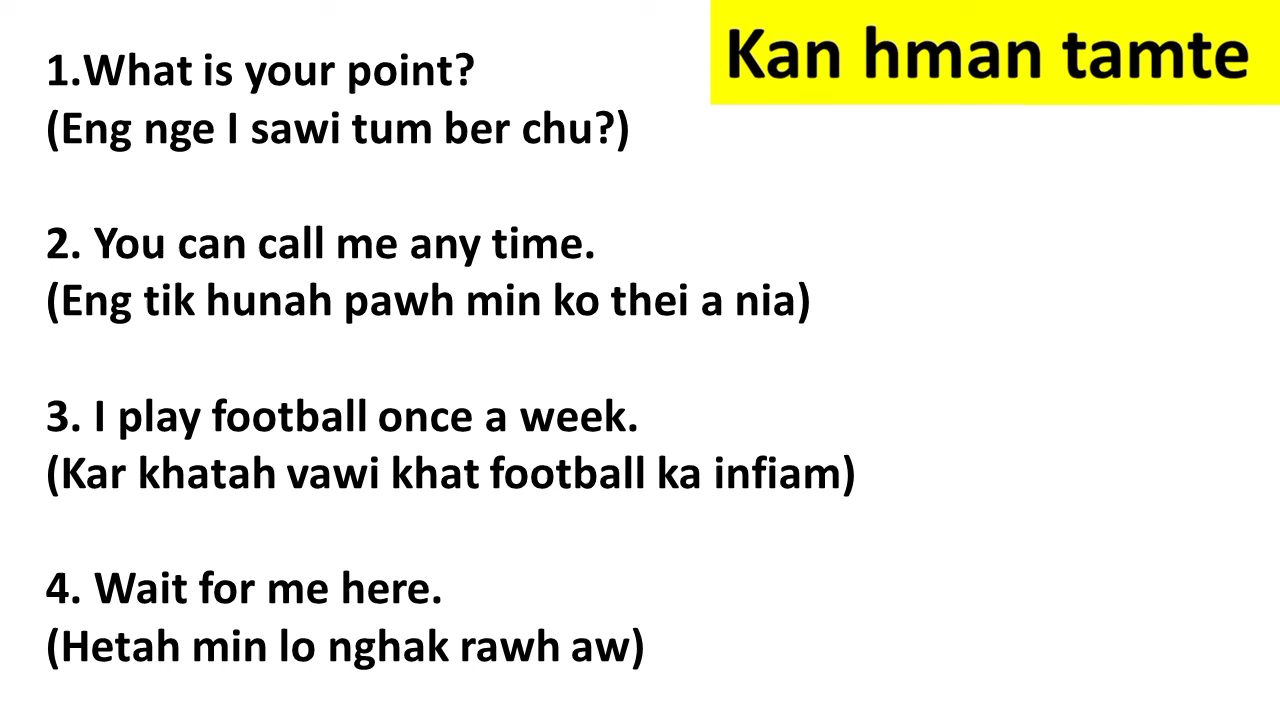 Kan hman tamte
1.What is your point?
(Eng nge I sawi tum ber chu?)
2. You can call me any time.
(Eng tik hunah pawh min ko thei a nia)
3. I play football once a week.
(Kar khatah vawi khat football ka infiam)
4. Wait for me here.
(Hetah min lo nghak rawh aw)